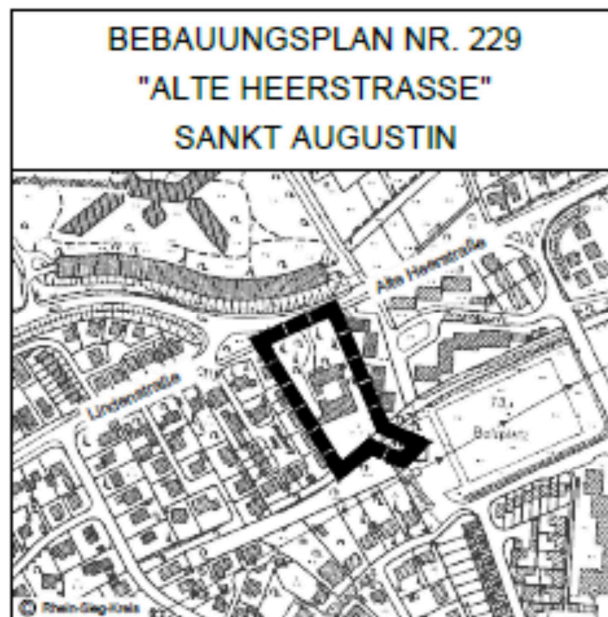 BEBAUUNGSPLAN NR. 229
"ALTE HEERSTRASSE"
SANKT AUGUSTIN
Alte Heerstraße
Lindenstraße
Bolzplatz
© Rhein-Sieg-Kreis